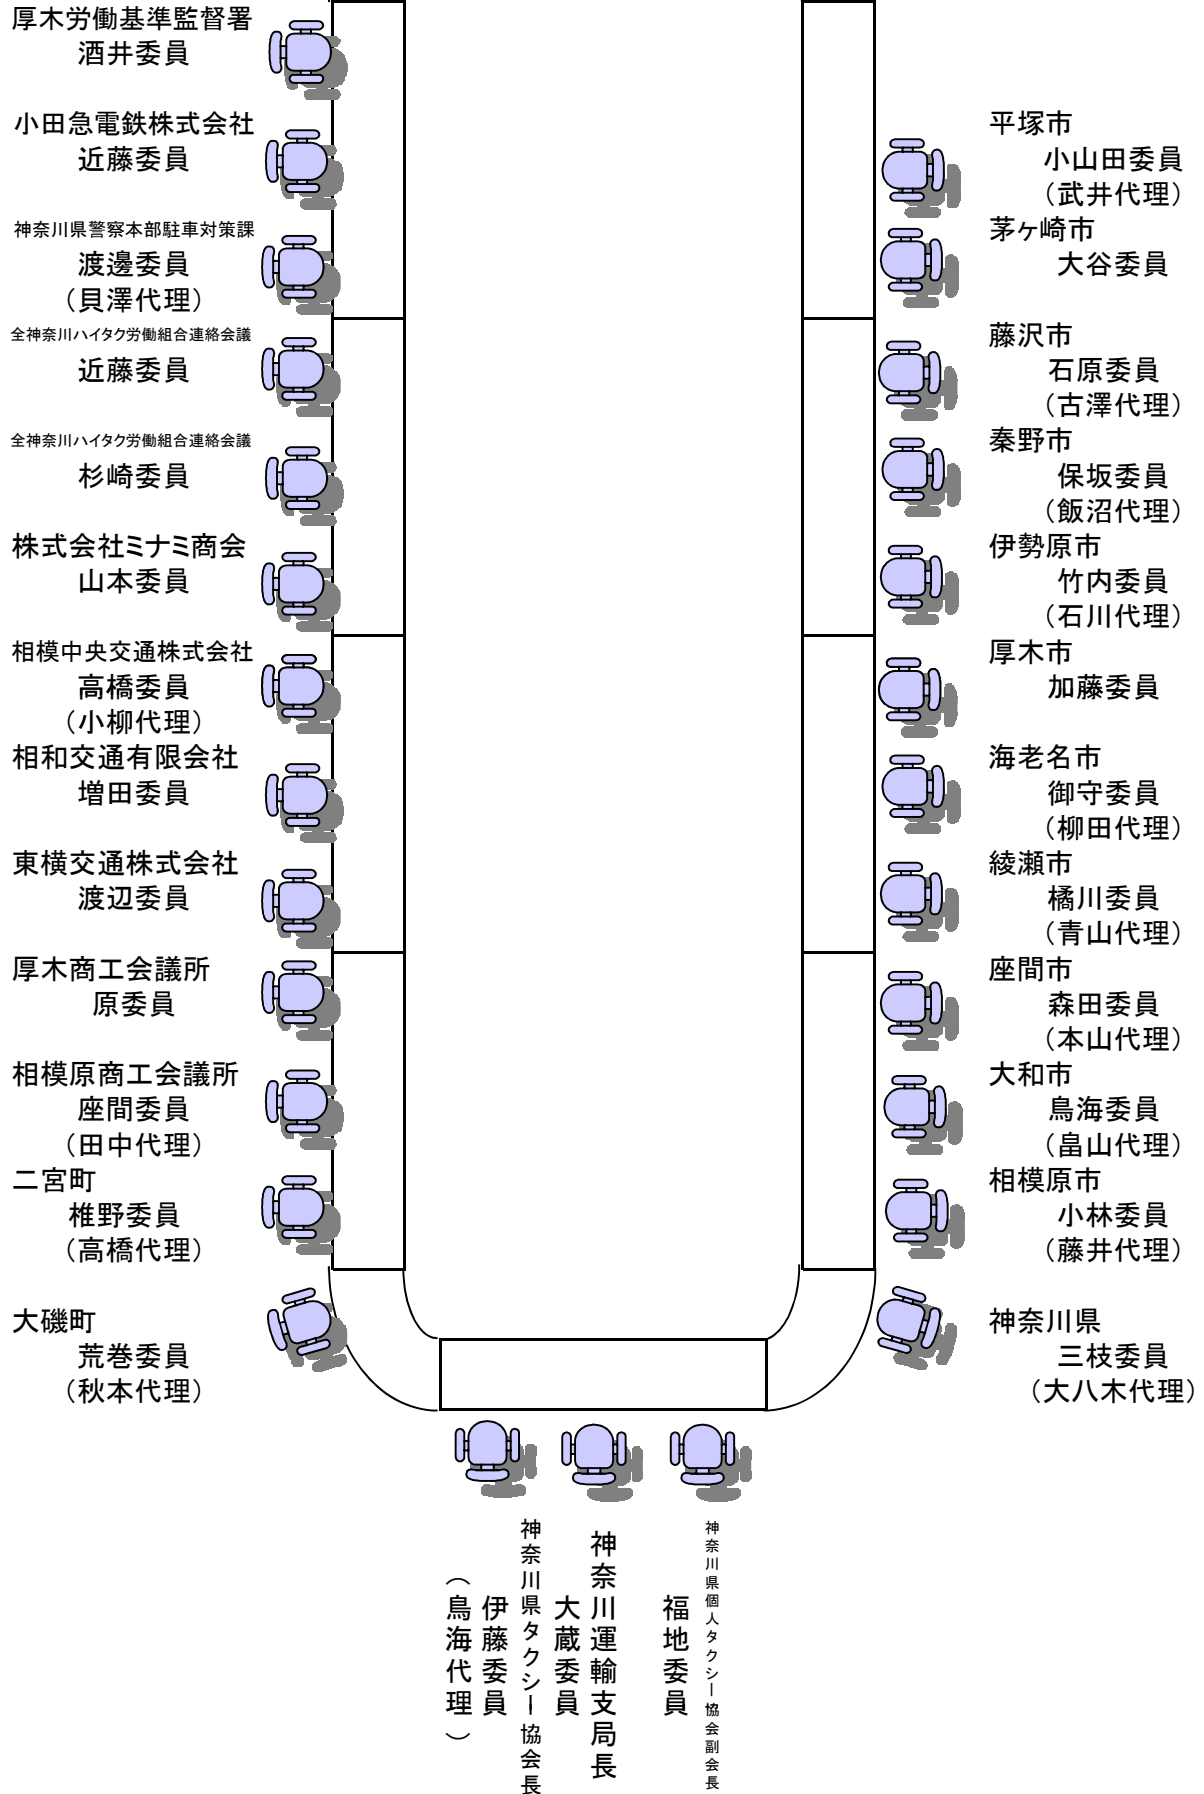 厚木労働基準監督署
酒井委員
小田急電鉄株式会社
近藤委員
神奈川県警察本部駐車対策課
渡邊委員
（貝澤代理）
全神奈川ハイタク労働組合連絡会議
近藤委員
全神奈川ハイタク労働組合連絡会議
杉崎委員
株式会社ミナミ商会
山本委員
相模中央交通株式会社
高橋委員
（小柳代理）
相和交通有限会社
増田委員
東横交通株式会社
渡辺委員
厚木商工会議所
原委員
相模原商工会議所
座間委員
（田中代理）
二宮町
椎野委員
（高橋代理）
大磯町
荒巻委員
（秋本代理）
平塚市
小山田委員
（武井代理）
茅ヶ崎市
大谷委員
藤沢市
石原委員
（古澤代理）
秦野市
保坂委員
（飯沼代理）
伊勢原市
竹内委員
（石川代理）
厚木市
加藤委員
海老名市
御守委員
（柳田代理）
綾瀬市
橘川委員
（青山代理）
座間市
森田委員
（本山代理）
大和市
鳥海委員
（畠山代理）
相模原市
小林委員
（藤井代理）
神奈川県
三枝委員
（大八木代理）
神奈川県個人タクシー協会副会長
福地委員
神奈川運輸支局長
大蔵委員
神奈川県タクシー協会長
伊藤委員
（鳥海代理）